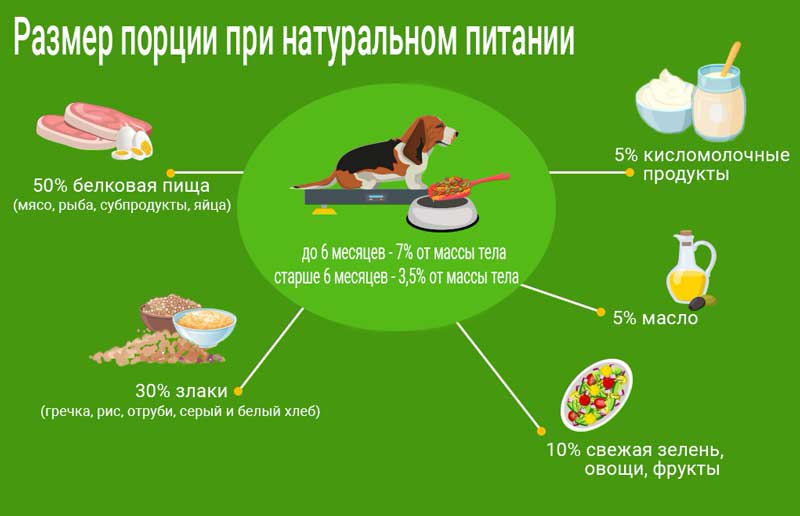 Размер порции при натуральном питании
5% кисломолочные
продукты
50% белковая пища
(мясо, рыба, субпродукты, яйца)
до 6 месяцев - 7% от массы тела
старше 6 месяцев - 3,5% от массы тела
5% масло
30% злаки
(гречка, рис, отруби, серый и белый хлеб)
10% свежая зелень,
овощи, фрукты